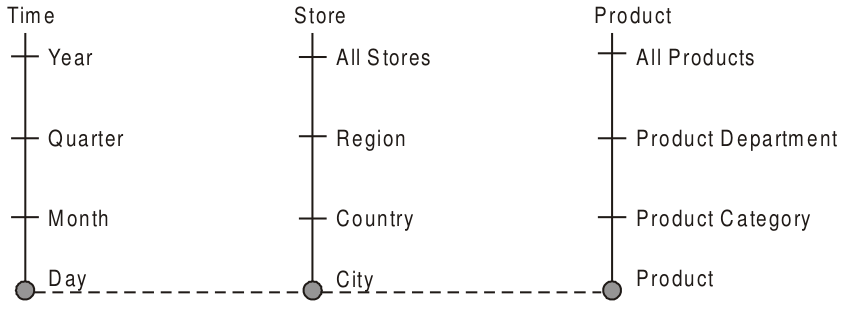 Time Store Product
Year All Stores All Products
Quarter Region Product Department
Month Country Product Category
Day City Product